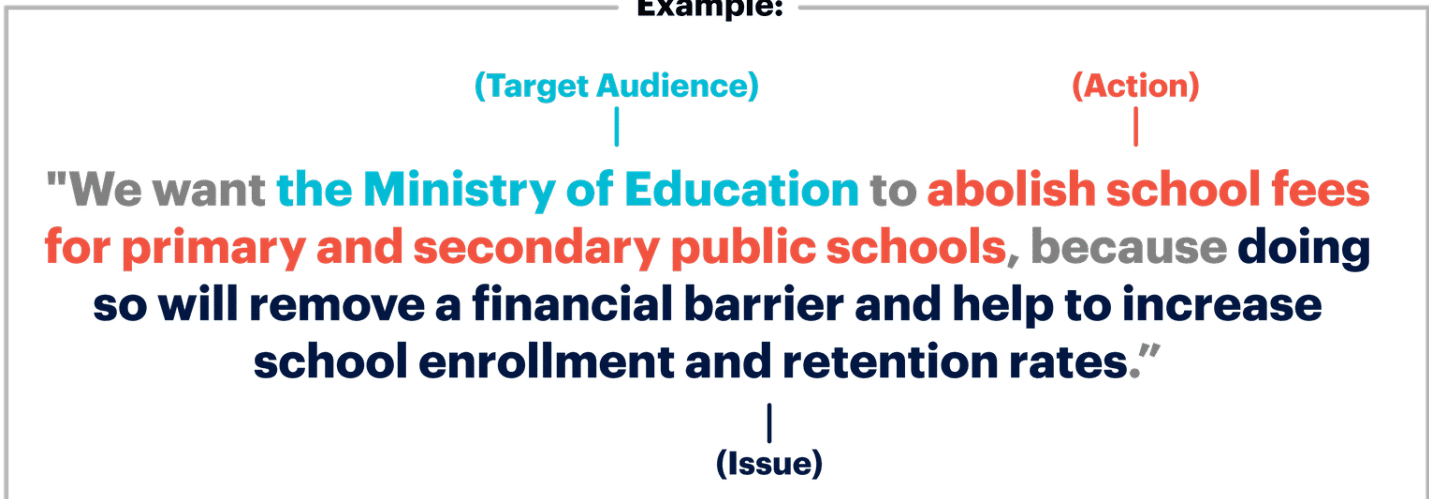 Example:
(Target Audience) (Action)
"We want the Ministry of Education to abolish school fees
for primary and secondary public schools, because doing
so will remove a financial barrier and help to increase
school enrollment and retention rates.”
(Issue)